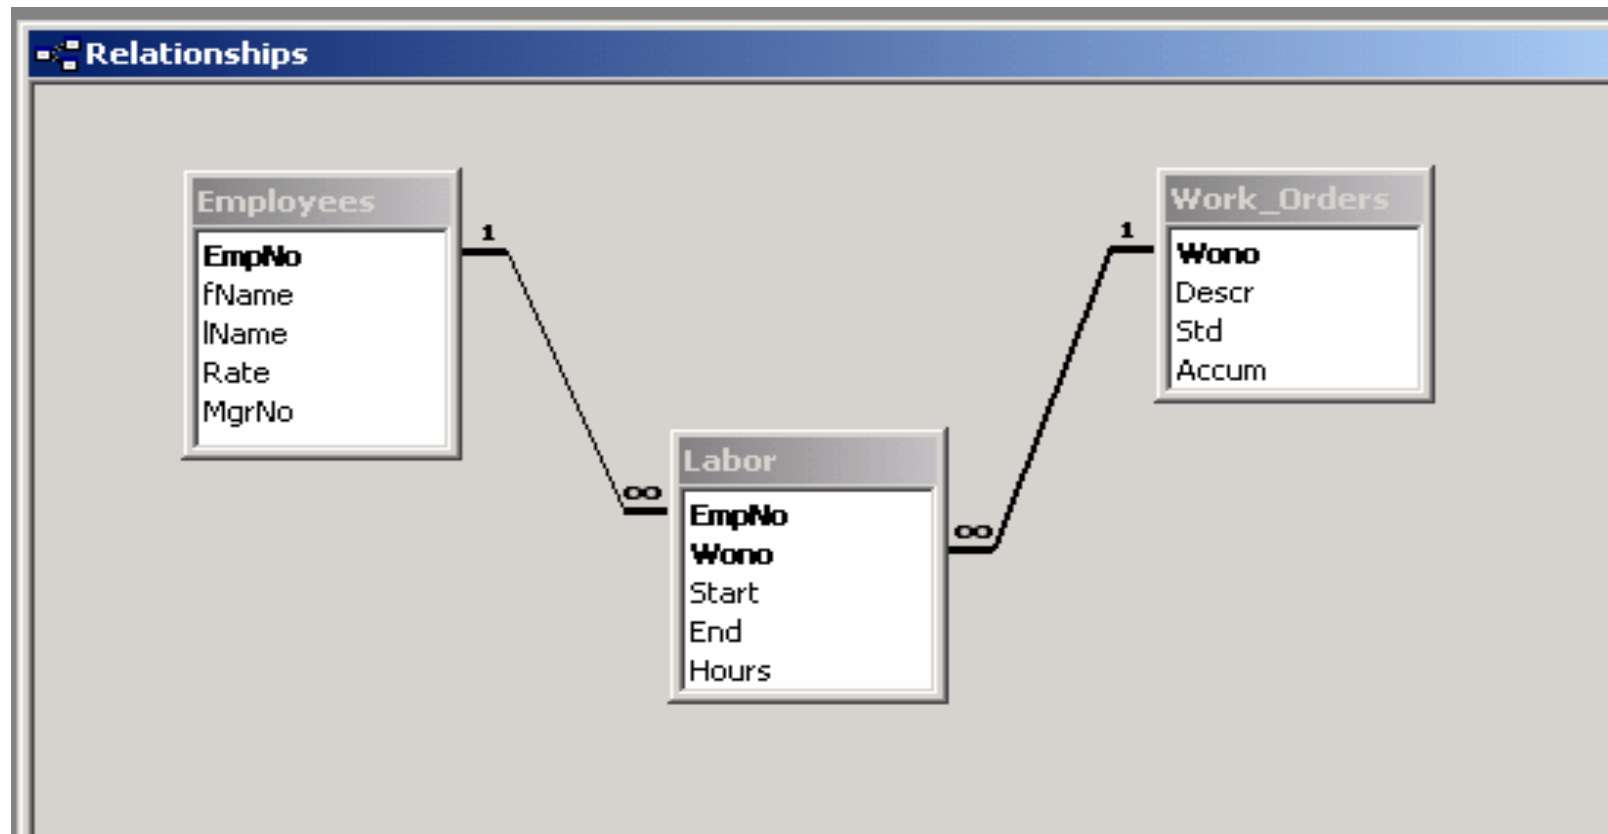 Relationships
Employees
EmpNo
fName
lName
Rate
MgrNo
1
∞
Labor
EmpNo
Wono
Start
End
Hours
∞
1
Work_Orders
Wono
Descr
Std
Accum